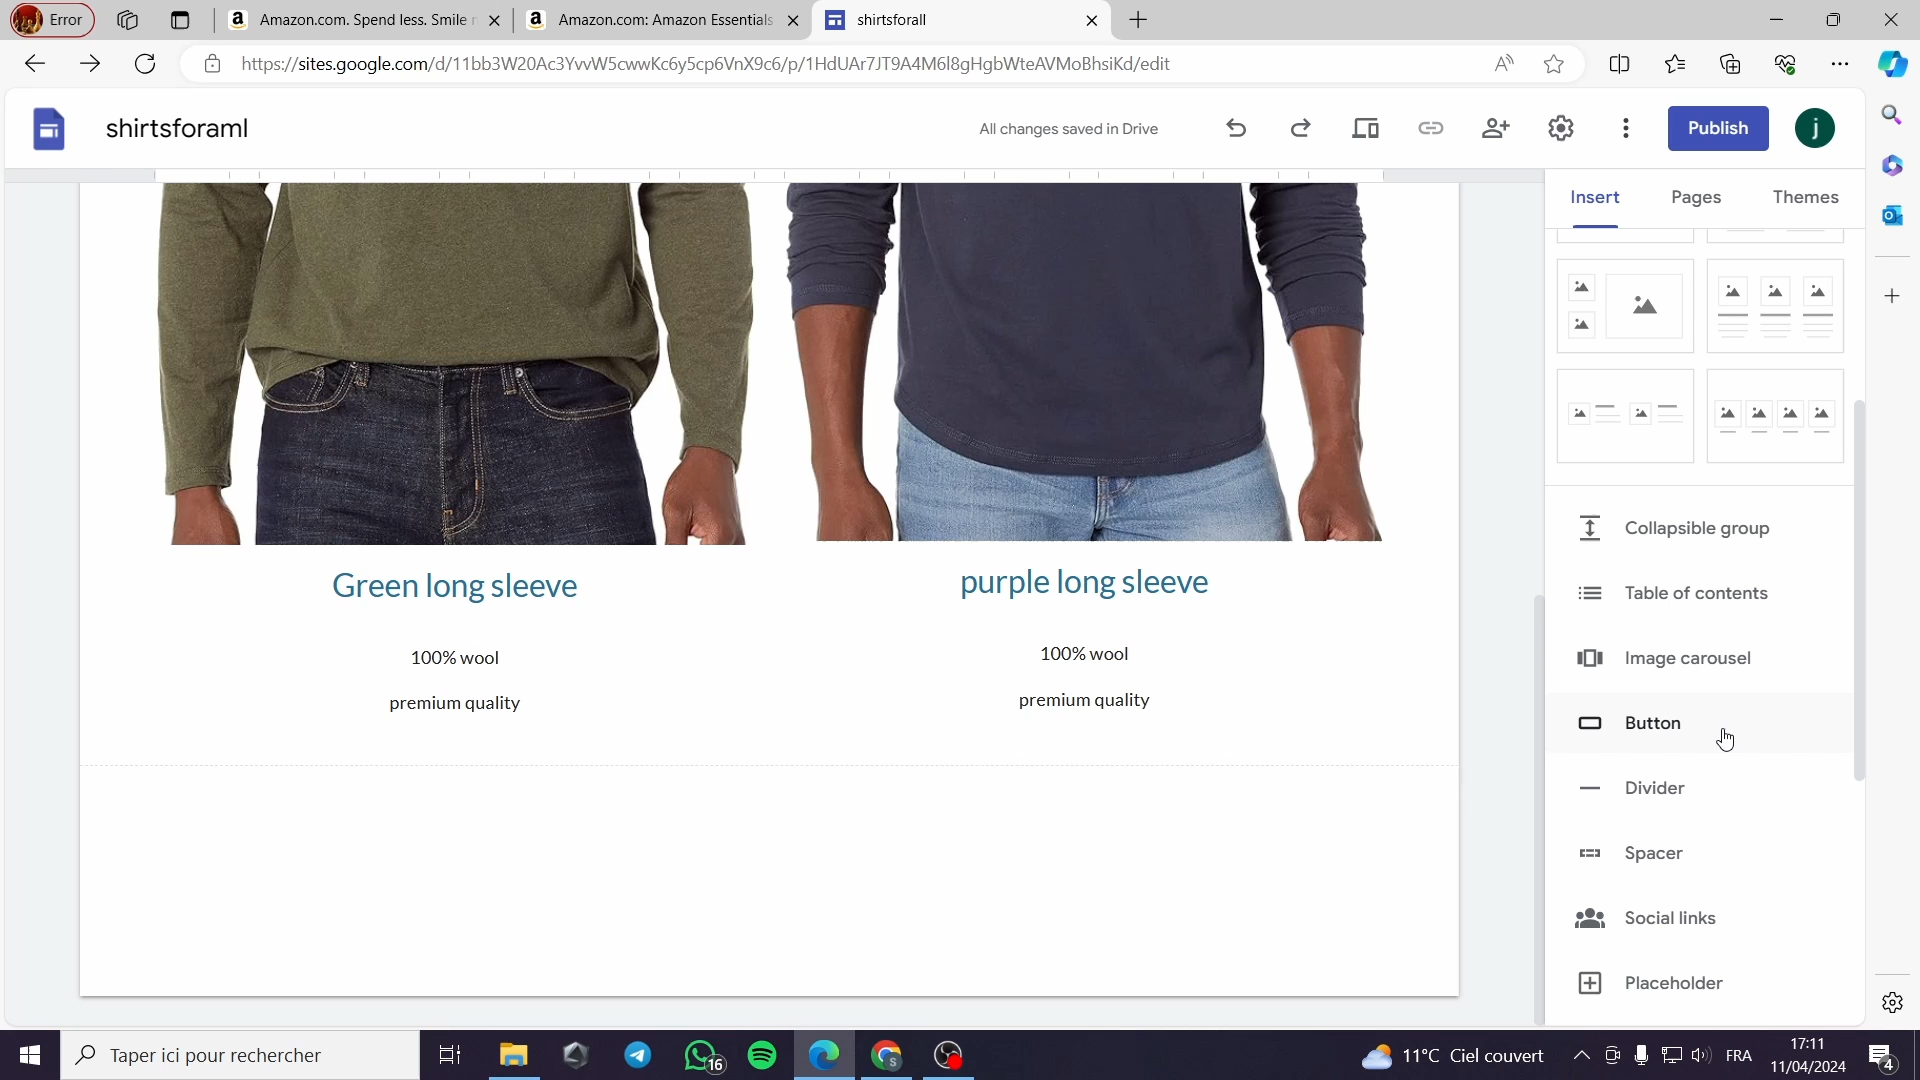 Error
Amazon.com. Spend less. Smile
Amazon.com: Amazon Essentials
shirtsforall
https://sites.google.com/d/11bb3W20Ac3YvvW5cwwKc6y5cp6VnX9c6/p/1HdUAr7JT9A4M6l8gHgbWteAVMoBhsiKd/edit
shirtsforaml
All changes saved in Drive
Publish
j
Insert
Pages
Themes
Collapsible group
Table of contents
Image carousel
Button
Divider
Spacer
Social links
Placeholder
Green long sleeve
100% wool
premium quality
purple long sleeve
100% wool
premium quality
Taper ici pour rechercher
16
11°C Ciel couvert
FRA
17:11
11/04/2024
4